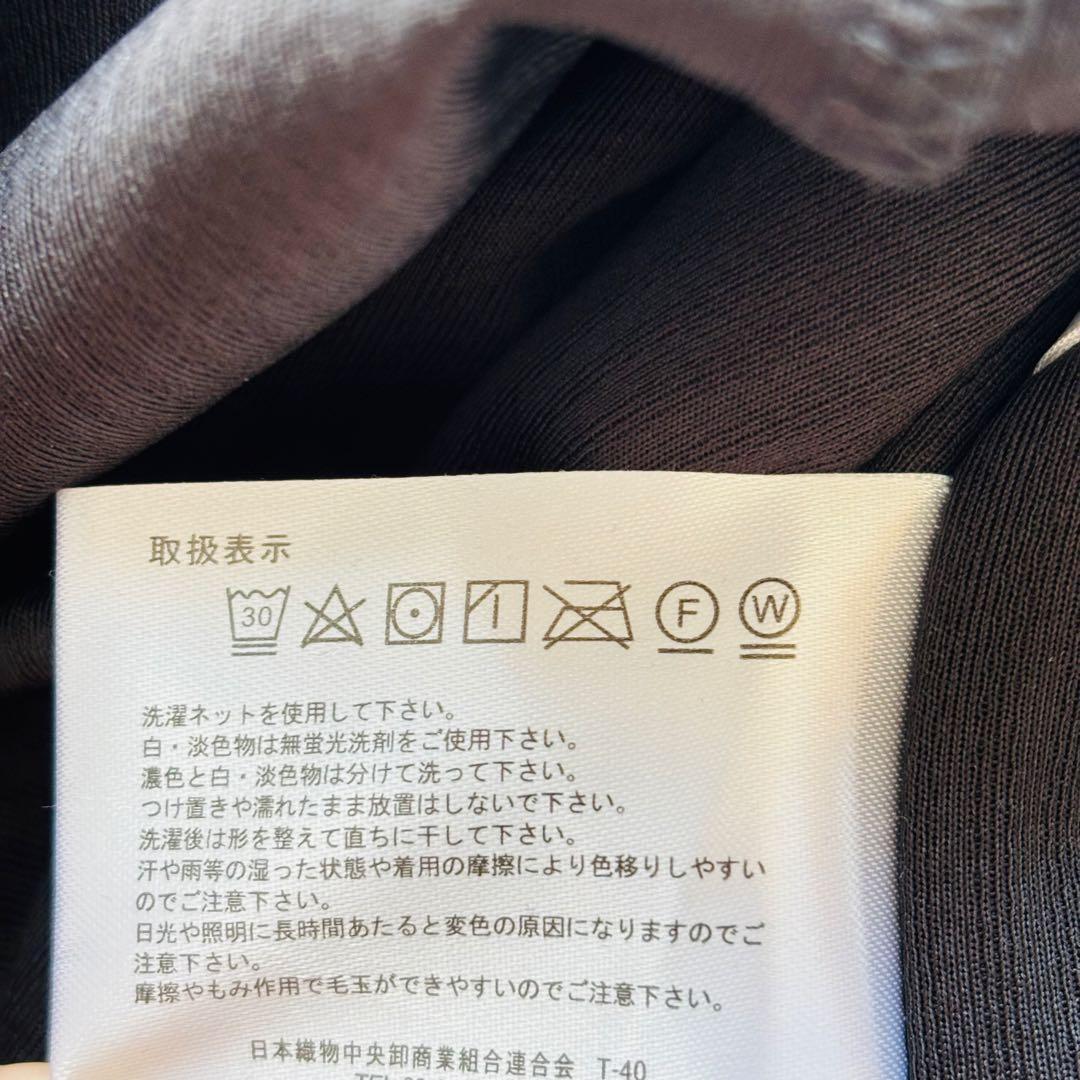 取扱表示
30
F
W
洗濯ネットを使用して下さい。
白・淡色物は無蛍光洗剤をご使用下さい。
濃色と白・淡色物は分けて洗って下さい。
つけ置きや濡れたまま放置はしないで下さい。
洗濯後は形を整えて直ちに干して下さい。
汗や雨等の湿った状態や着用の摩擦により色移りしやすい
のでご注意下さい。
日光や照明に長時間あたると変色の原因になりますのでご
注意下さい。
摩擦やもみ作用で毛玉ができやすいのでご注意下さい。
日本織物中央卸商業組合連合会 T-40